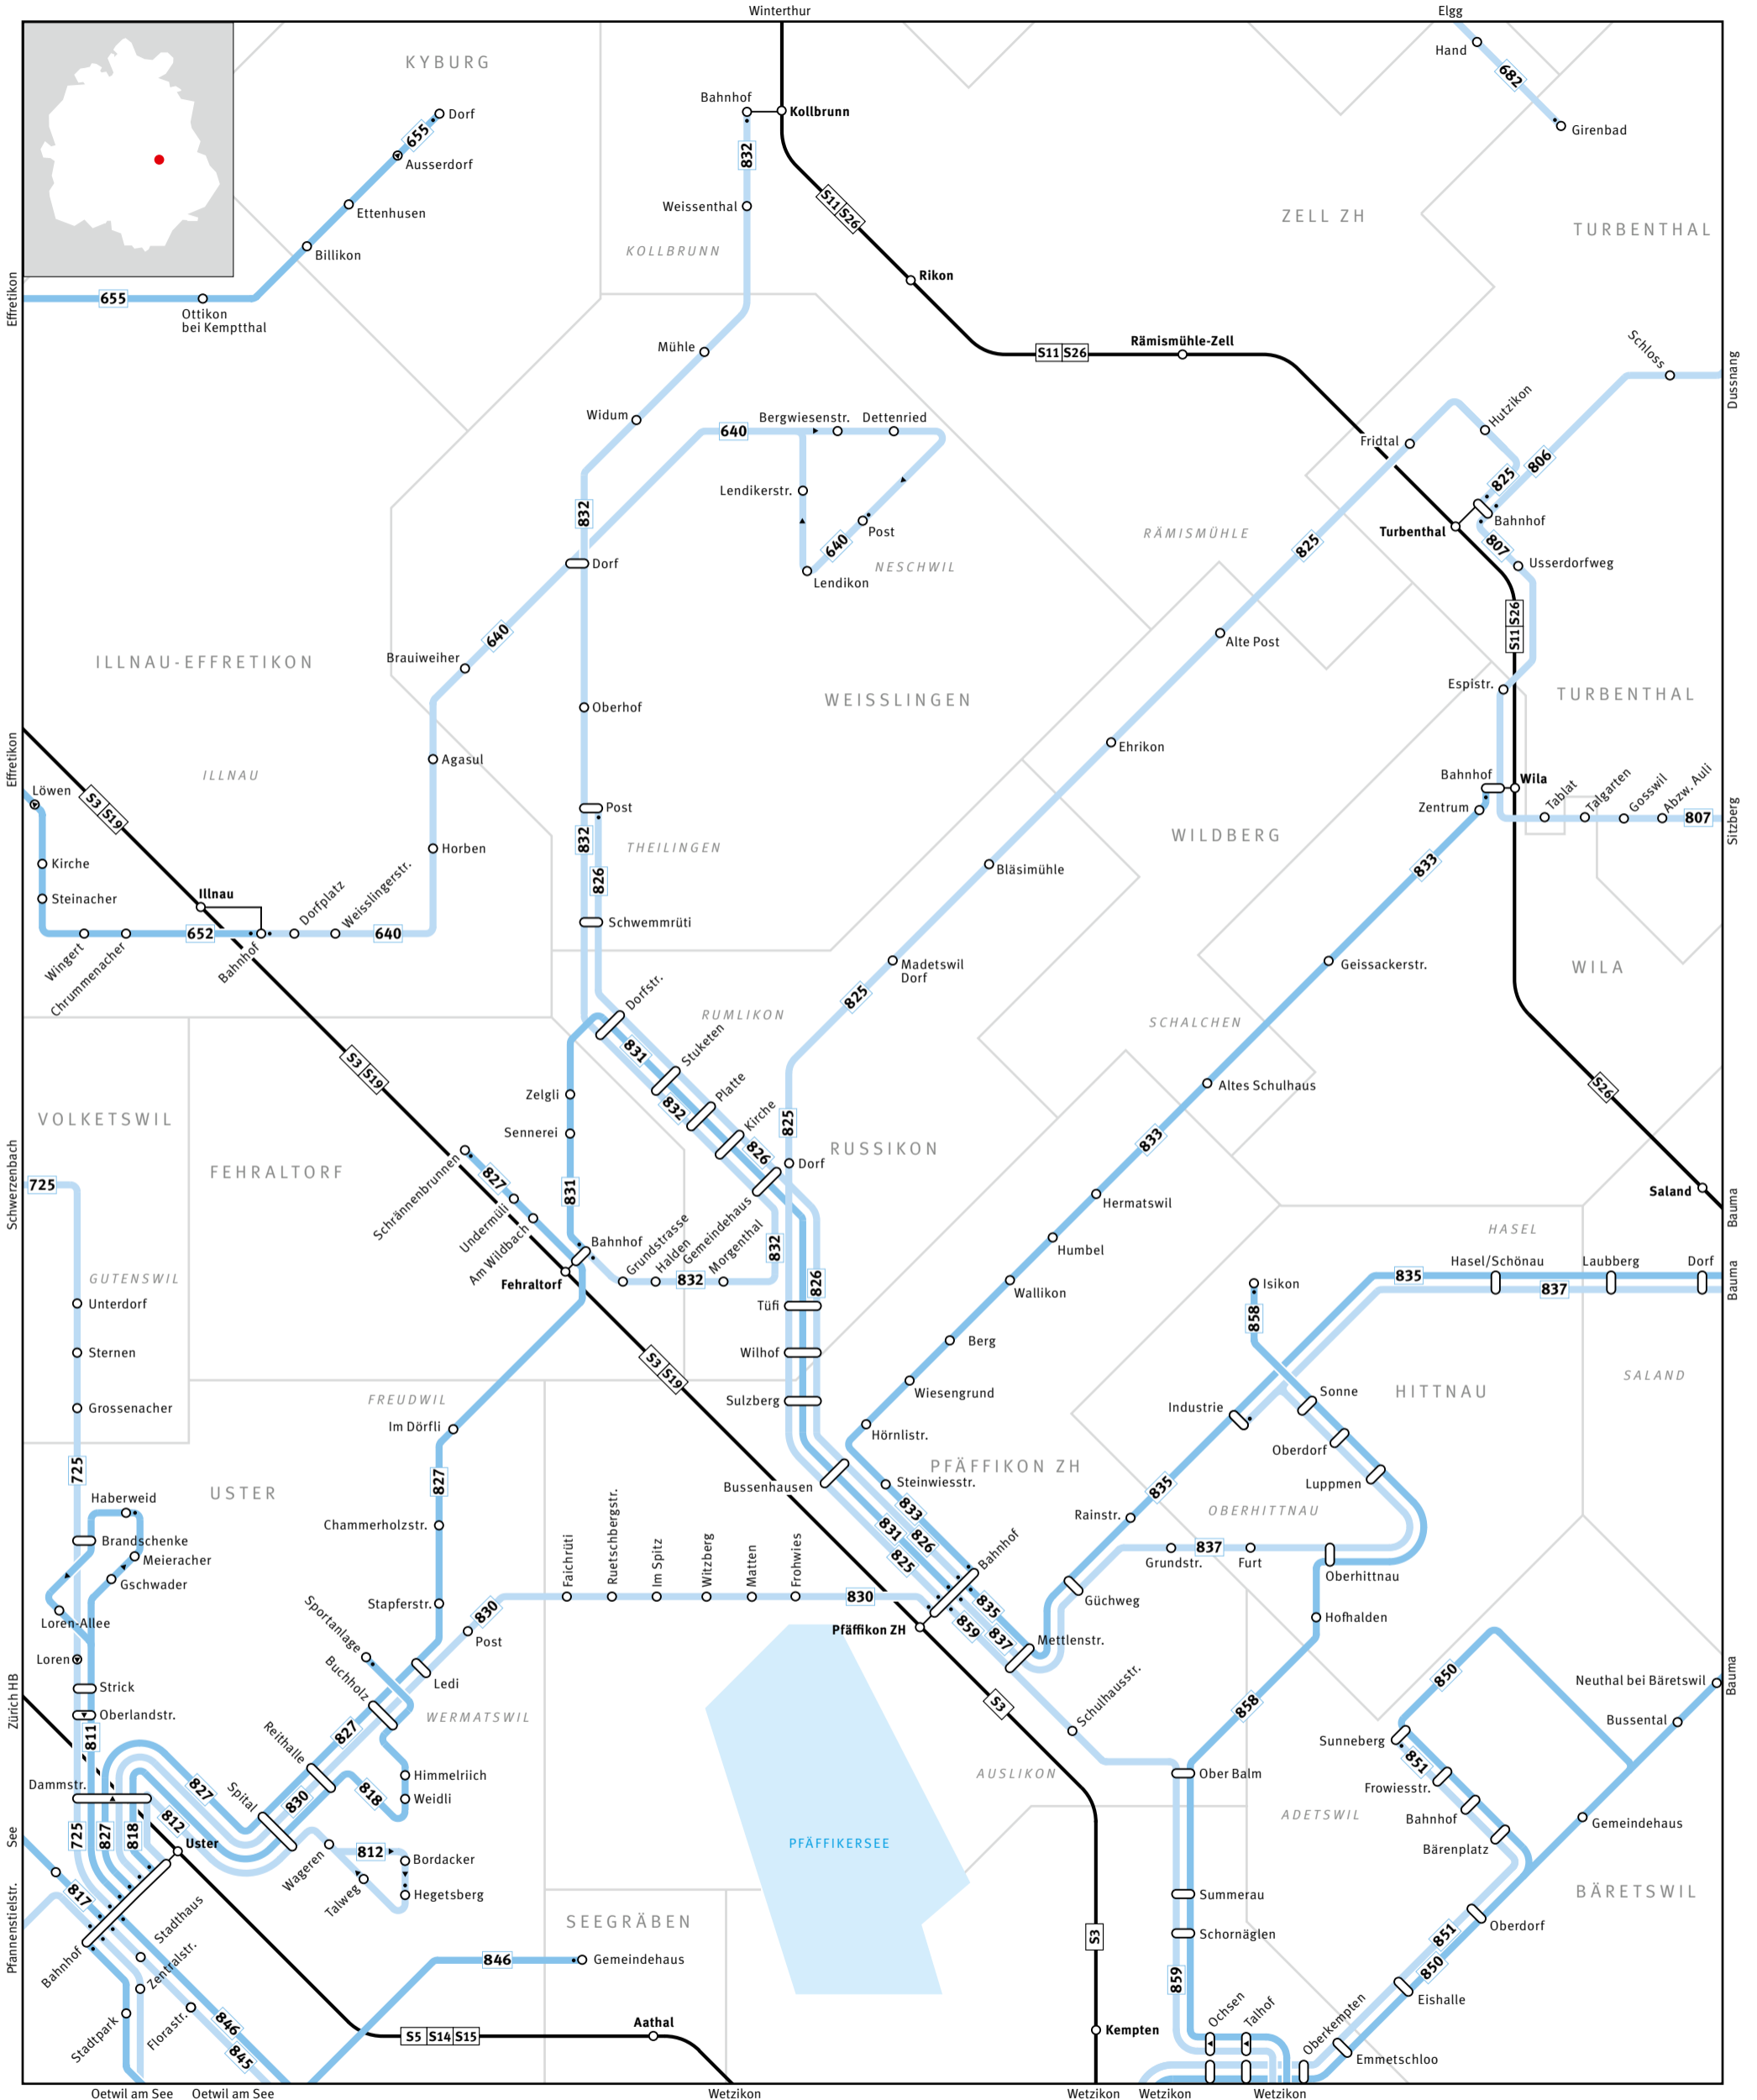 Winterthur
Elgg
Hand
KYBURG
682
Bahnhof
Kollbrunn
Dorf
655
Girenbad
Ausserdorf
832
Weissenthal
S11 S26
Ettenhusen
ZELL ZH
TURBENTHAL
Billikon
KOLLBRUNN
Rikon
Effretikon
655
Ottikon
bei Kemptthal
Mühle
S11 S26
Rämismühle-Zell
Schloss
Dussnang
Widum
640
Bergwiesenstr.
Dettenried
Hutzikon
Fridtal
806
825
Lendikerstr.
832
Post
Bahnhof
Turbenthal
640
RÄMISMÜHLE
825
807
Dorf
NESCHWIL
Usserdorfweg
Lendikon
S11 S26
640
Alte Post
Brauiweiher
ILLNAU-EFFRETIKON
Espistr.
WEISSLINGEN
TURBENTHAL
Oberhof
Ehrikon
Effretikon
Agasul
ILLNAU
Löwen
S3 S19
Bahnhof
Wila
Zentrum
Tablat
Talgarten
Gosswil
Abzw. Auli
807
Sitzberg
Post
832
THEILINGEN
WILDBERG
Horben
Kirche
Bläsimühle
833
826
Steinacher
Illnau
Dorfplatz
Weisslingerstr.
Schwemmrüti
652
640
Wingert
Chrummenacher
Bahnhof
Madetswil
Dorf
Geissackerstr.
WILA
825
Dorfstr.
RUMLIKON
SCHALCHEN
831
Stuketen
S3 S19
Altes Schulhaus
S26
Zelgli
832
Platte
VOLKETSWIL
825
Kirche
Sennerei
833
826
RUSSIKON
Schwerzenbach
FEHRALTORF
Dorf
725
Schrännenbrunnen
827
831
Saland
Bauma
Hermatswil
Undermüli
Am Wildbach
Bahnhof
Grundstrasse
Halden
Gemeindehaus
Morgenthal
832
HASEL
Humbel
GUTENSWIL
Fehraltorf
832
826
Hasel/Schönau
Laubberg
Dorf
835
837
Bauma
Isikon
Wallikon
Unterdorf
Tüfi
858
Berg
Sternen
Wilhof
S3 S19
SALAND
Wiesengrund
Sonne
HITTNAU
FREUDWIL
Sulzberg
Grossenacher
Industrie
Im Dörfli
Hörnlistr.
Oberdorf
725
PFÄFFIKON ZH
Luppmen
827
USTER
Bussenhausen
Steinwiesstr.
835
Haberweid
833
OBERHITTNAU
Rainstr.
Chammerholzstr.
831
826
Brandschenke
Faichrüti
Ruetschbergstr.
Im Spitz
Witzberg
Matten
Frohwies
Bahnhof
837
Meieracher
825
Grundstr.
Furt
Oberhittnau
Gschwader
830
Güchweg
Stapferstr.
830
835
Loren-Allee
Sportanlage
Post
Pfäffikon ZH
859
837
Mettlenstr.
Hofhalden
Loren
Buchholz
Ledi
Schulhausstr.
Strick
Zürich HB
850
Neuthal bei Bäretswil
Bauma
Oberlandstr.
WERMATSWIL
S3
858
Bussental
811
Reithalle
827
Sunneberg
851
Himmelriich
AUSLIKON
Ober Balm
Dammstr.
827
Spital
830
818
Weidli
Frowiesstr.
ADETSWIL
Gemeindehaus
725
827
818
812
See
Uster
Wageren
812
PFÄFFIKERSEE
Bahnhof
Bordacker
Bärenplatz
817
Talweg
Hegetsberg
Summerau
BÄRETSWIL
Pfannenstielstr.
Stadthaus
SEEGRÄBEN
Oberdorf
Schornäglen
Bahnhof
Zentralstr.
846
Gemeindehaus
S3
851
850
859
Eishalle
Stadtpark
Florastr.
846
845
S5 S14 S15
Aathal
Kempten
Ochsen
Talhof
Oberkempten
Emmetschloo
Oetwil am See
Oetwil am See
Wetzikon
Wetzikon
Wetzikon
Wetzikon